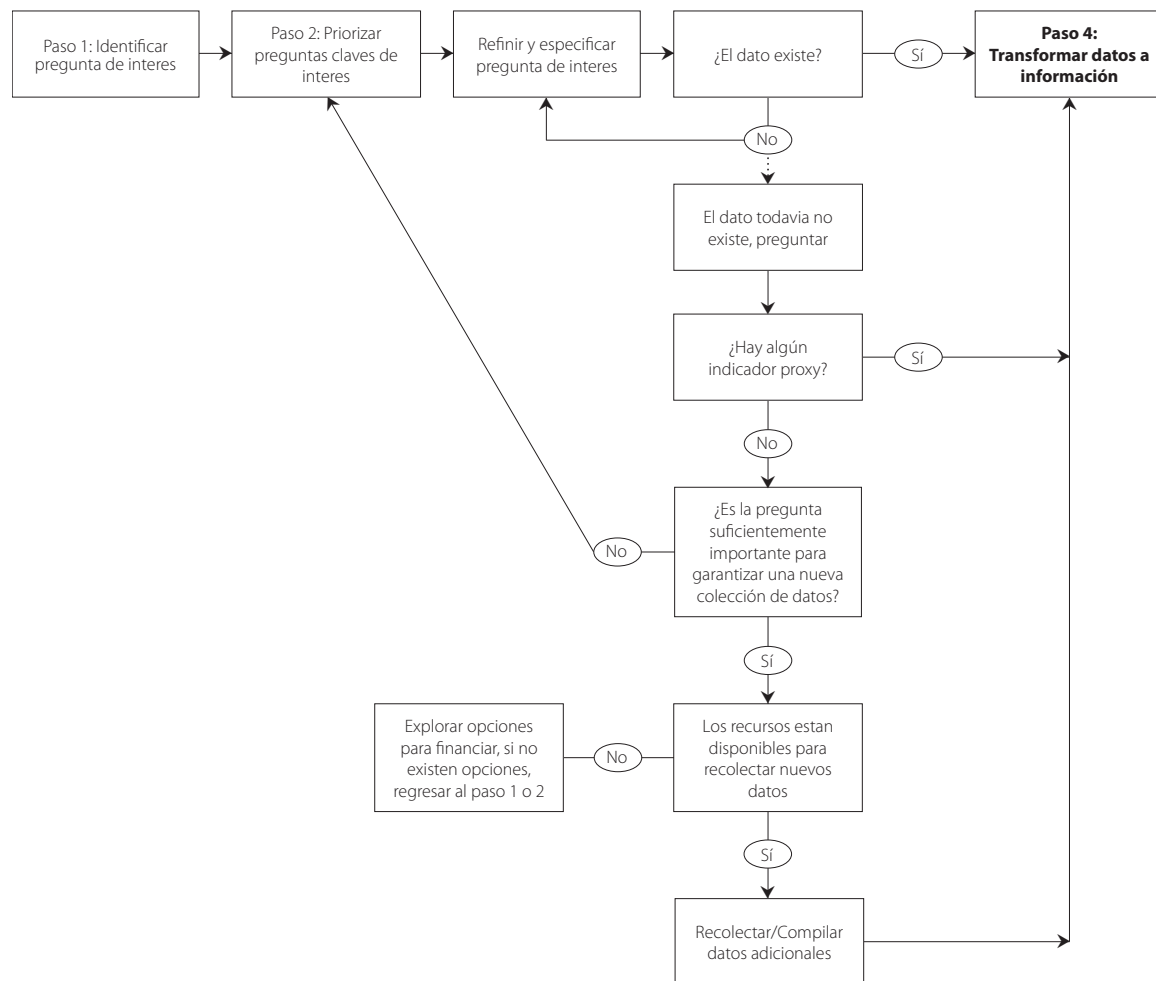 Paso 1: Identificar
pregunta de interes
Paso 2: Priorizar
preguntas claves de
interes
Refinir y especificar
pregunta de interes
¿El dato existe?
Sí
Paso 4:
Transformar datos a
información
No
El dato todavia no
existe, preguntar
¿Hay algún
indicador proxy?
Sí
No
¿Es la pregunta
suficientemente
importante para
garantizar una nueva
colección de datos?
No
Sí
Explorar opciones
para financiar, si no
existen opciones,
regresar al paso 1 o 2
No
Los recursos estan
disponibles para
recolectar nuevos
datos
Sí
Recolectar/Compilar
datos adicionales